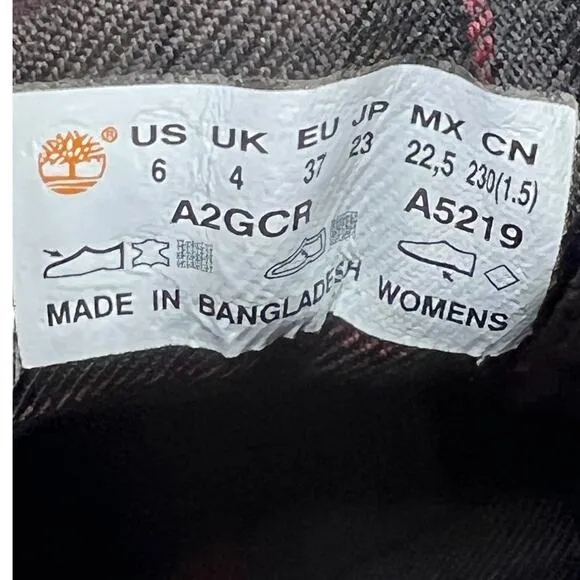 ® US UK EU JP MX CN
6 4 37 23 22,5 230(1.5)
A2GCR A5219
MADE IN BANGLADESH WOMENS